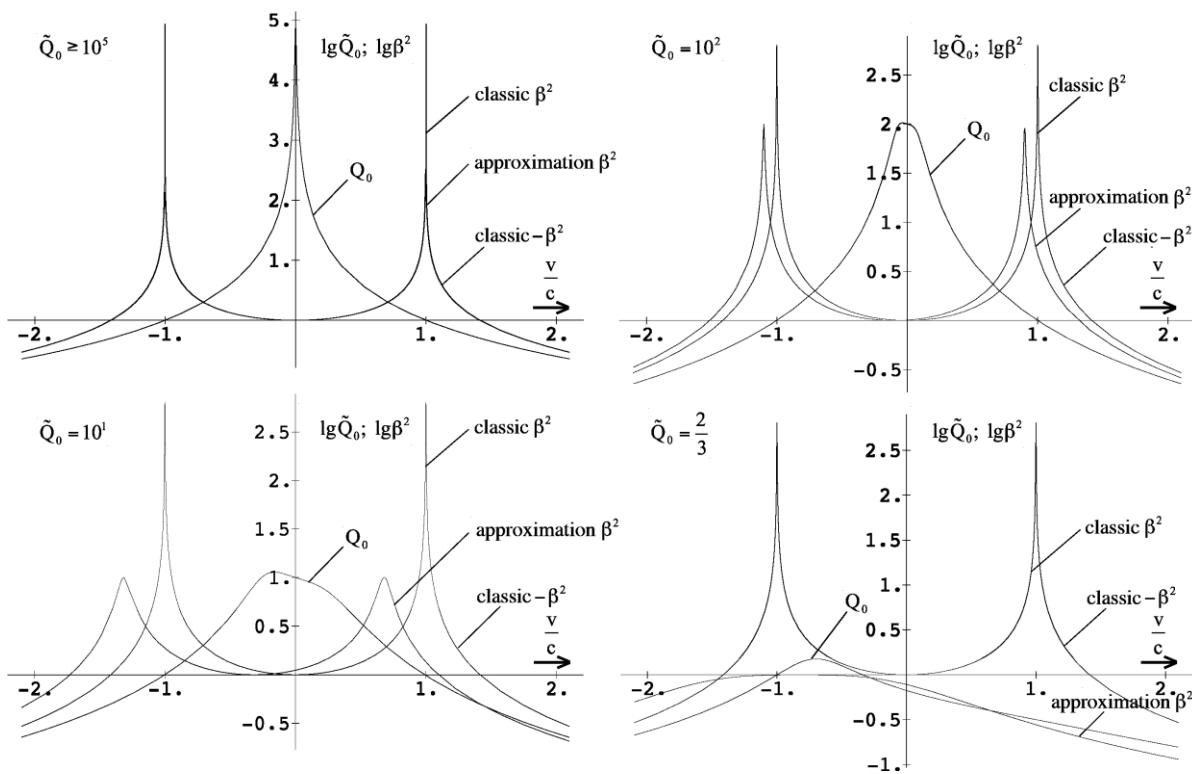 Q̃₀ ≥ 10⁵
lgQ̃₀; lgβ²
5.
4.
3.
2.
1.
classic β²
approximation β²
Q₀
classic – β²
v/c
-2. -1. 1. 2.
Q̃₀ = 10²
lgQ̃₀; lgβ²
2.5
2.
1.5
1.
0.5
-0.5
classic β²
Q₀
approximation β²
classic – β²
v/c
-2. -1. 1. 2.
Q̃₀ = 10¹
lgQ̃₀; lgβ²
2.5
2.
1.5
1.
0.5
-0.5
classic β²
approximation β²
Q₀
classic – β²
v/c
-2. -1. 1. 2.
Q̃₀ = 2/3
lgQ̃₀; lgβ²
2.5
2.
1.5
1.
0.5
-0.5
-1.
classic β²
Q₀
classic – β²
v/c
approximation β²
-2. -1. 1. 2.